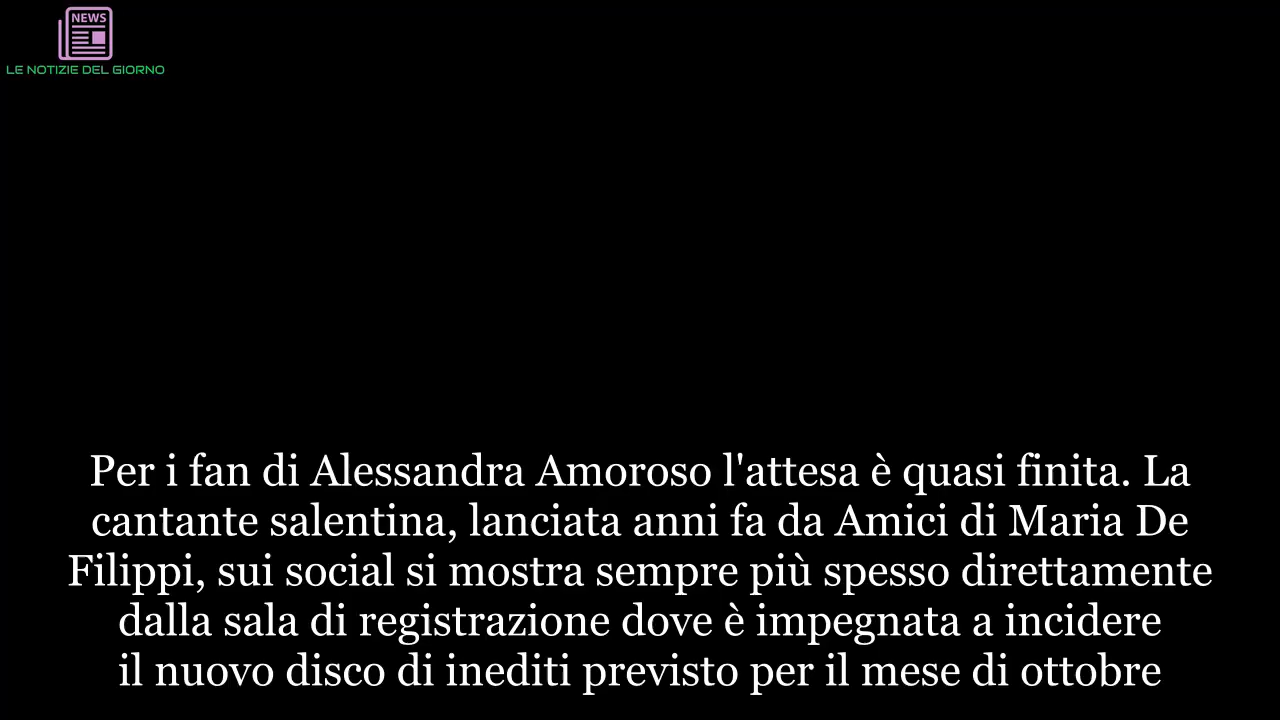 NEWS
LE NOTIZIE DEL GIORNO
Per i fan di Alessandra Amoroso l'attesa è quasi finita. La
cantante salentina, lanciata anni fa da Amici di Maria De
Filippi, sui social si mostra sempre più spesso direttamente
dalla sala di registrazione dove è impegnata a incidere
il nuovo disco di inediti previsto per il mese di ottobre